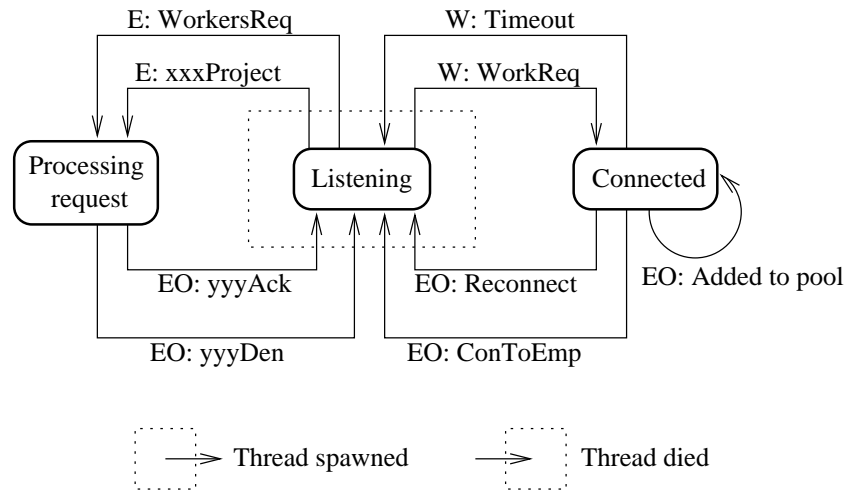 E: WorkersReq
W: Timeout
E: xxxProject
W: WorkReq
Processing
request
Listening
Connected
EO: yyyAck
EO: Reconnect
EO: Added to pool
EO: yyyDen
EO: ConToEmp
Thread spawned
Thread died